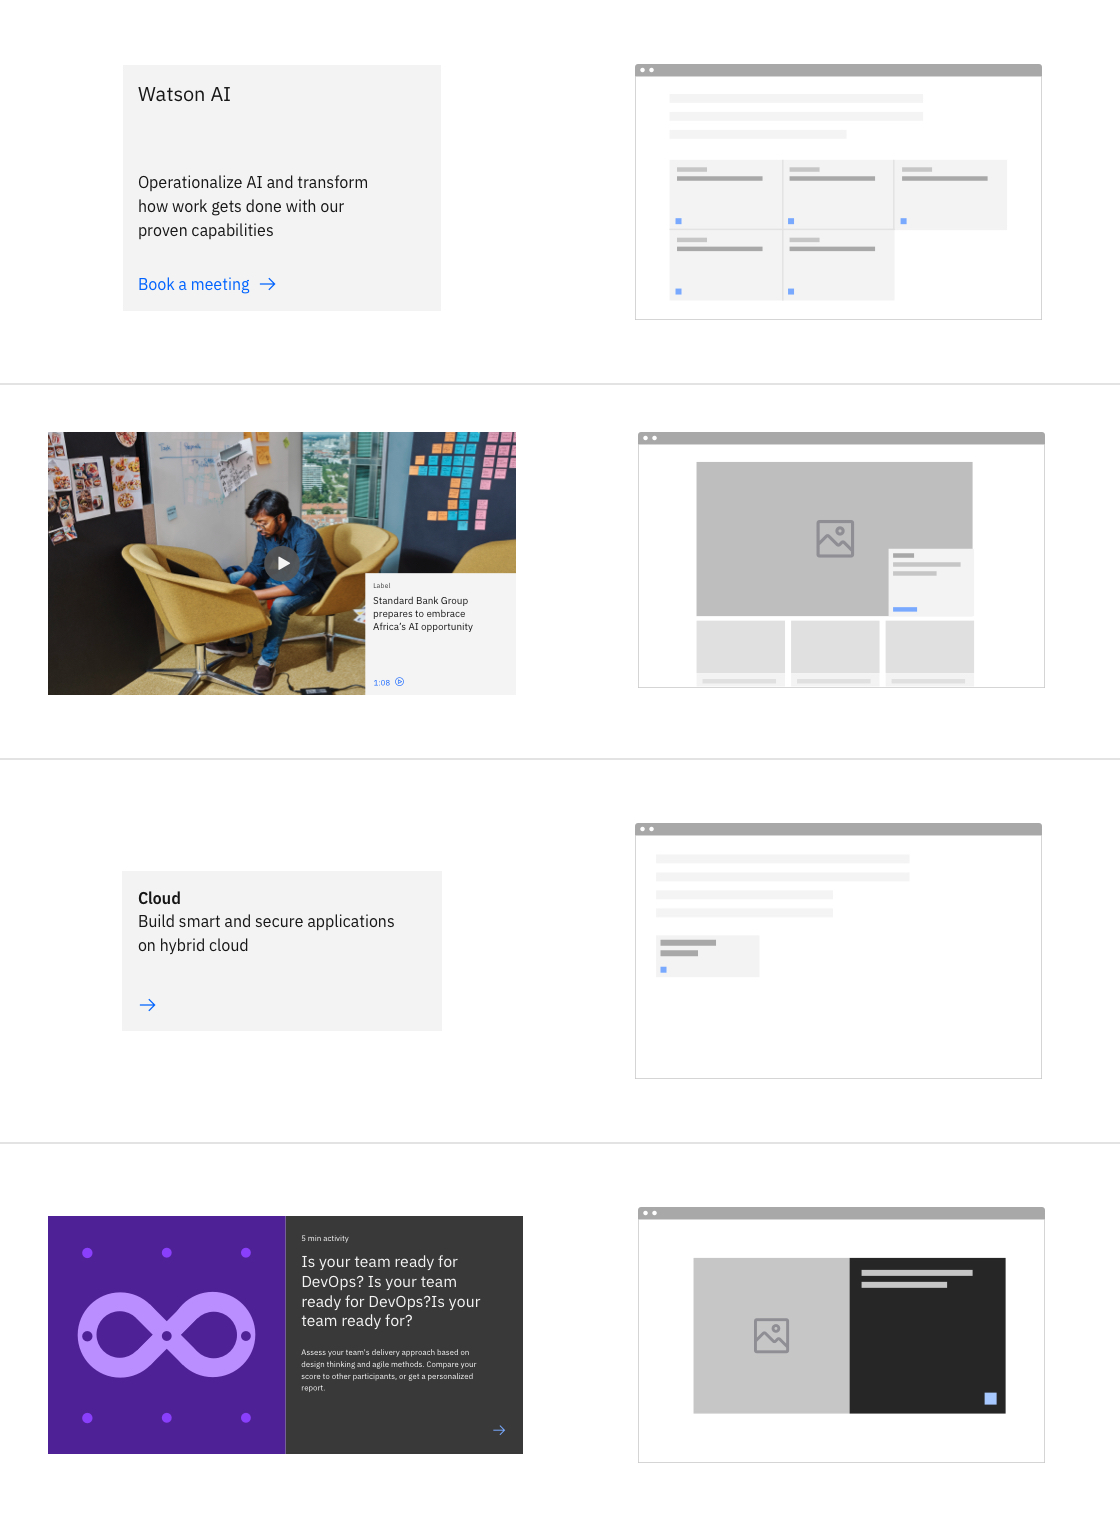 Watson AI
Operationalize AI and transform
how work gets done with our
proven capabilities
Book a meeting
Label
Standard Bank Group
prepares to embrace
Africa's AI opportunity
1:08
Cloud
Build smart and secure applications
on hybrid cloud
5 min activity
Is your team ready for
DevOps? Is your team
ready for DevOps?Is your
team ready for?
Assess your team's delivery approach based on
design thinking and agile methods. Compare your
score to other participants, or get a personalized
report.